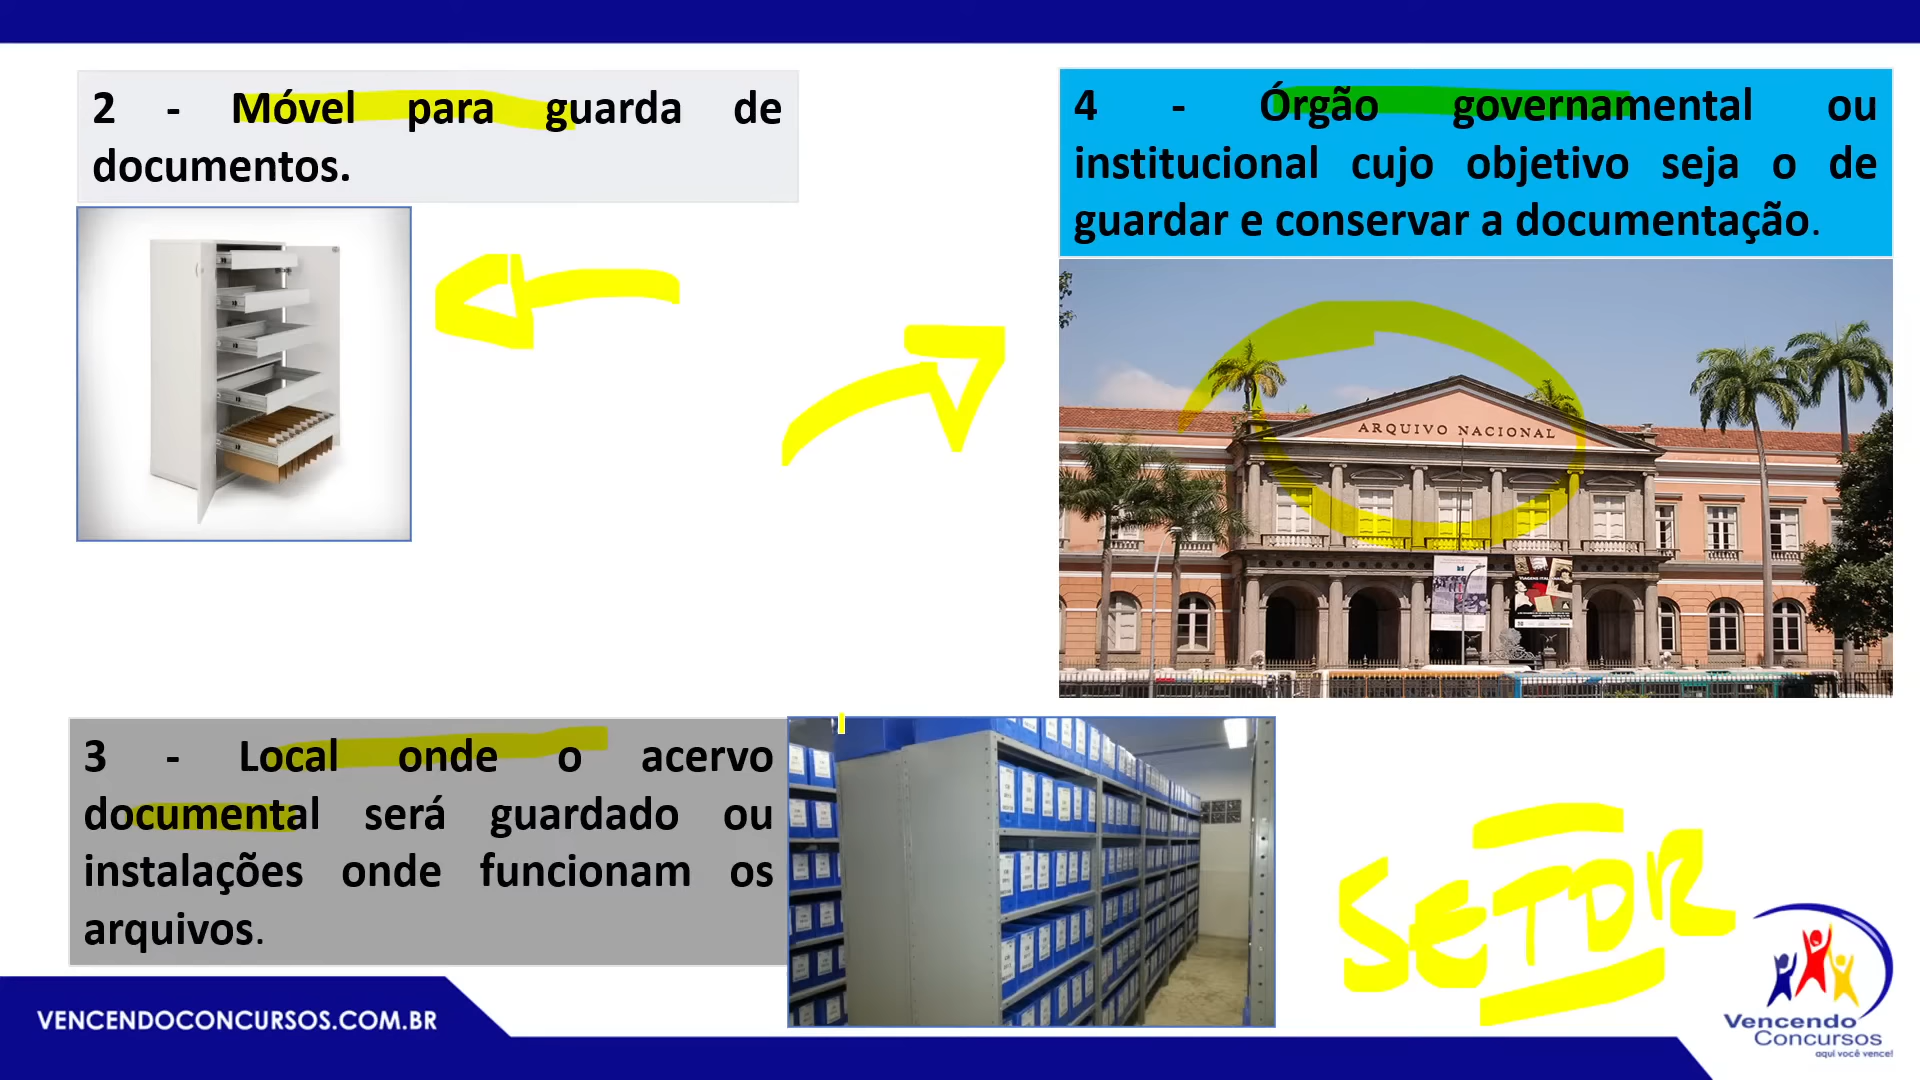 2 - Móvel para guarda de
documentos.
4 - Órgão governamental ou
institucional cujo objetivo seja o de
guardar e conservar a documentação.
ARQUIVO NACIONAL
3 - Local onde o acervo
documental será guardado ou
instalações onde funcionam os
arquivos.
SETOR
VENCENDOCONCURSOS.COM.BR
Vencendo
Concursos
aqui você vence!